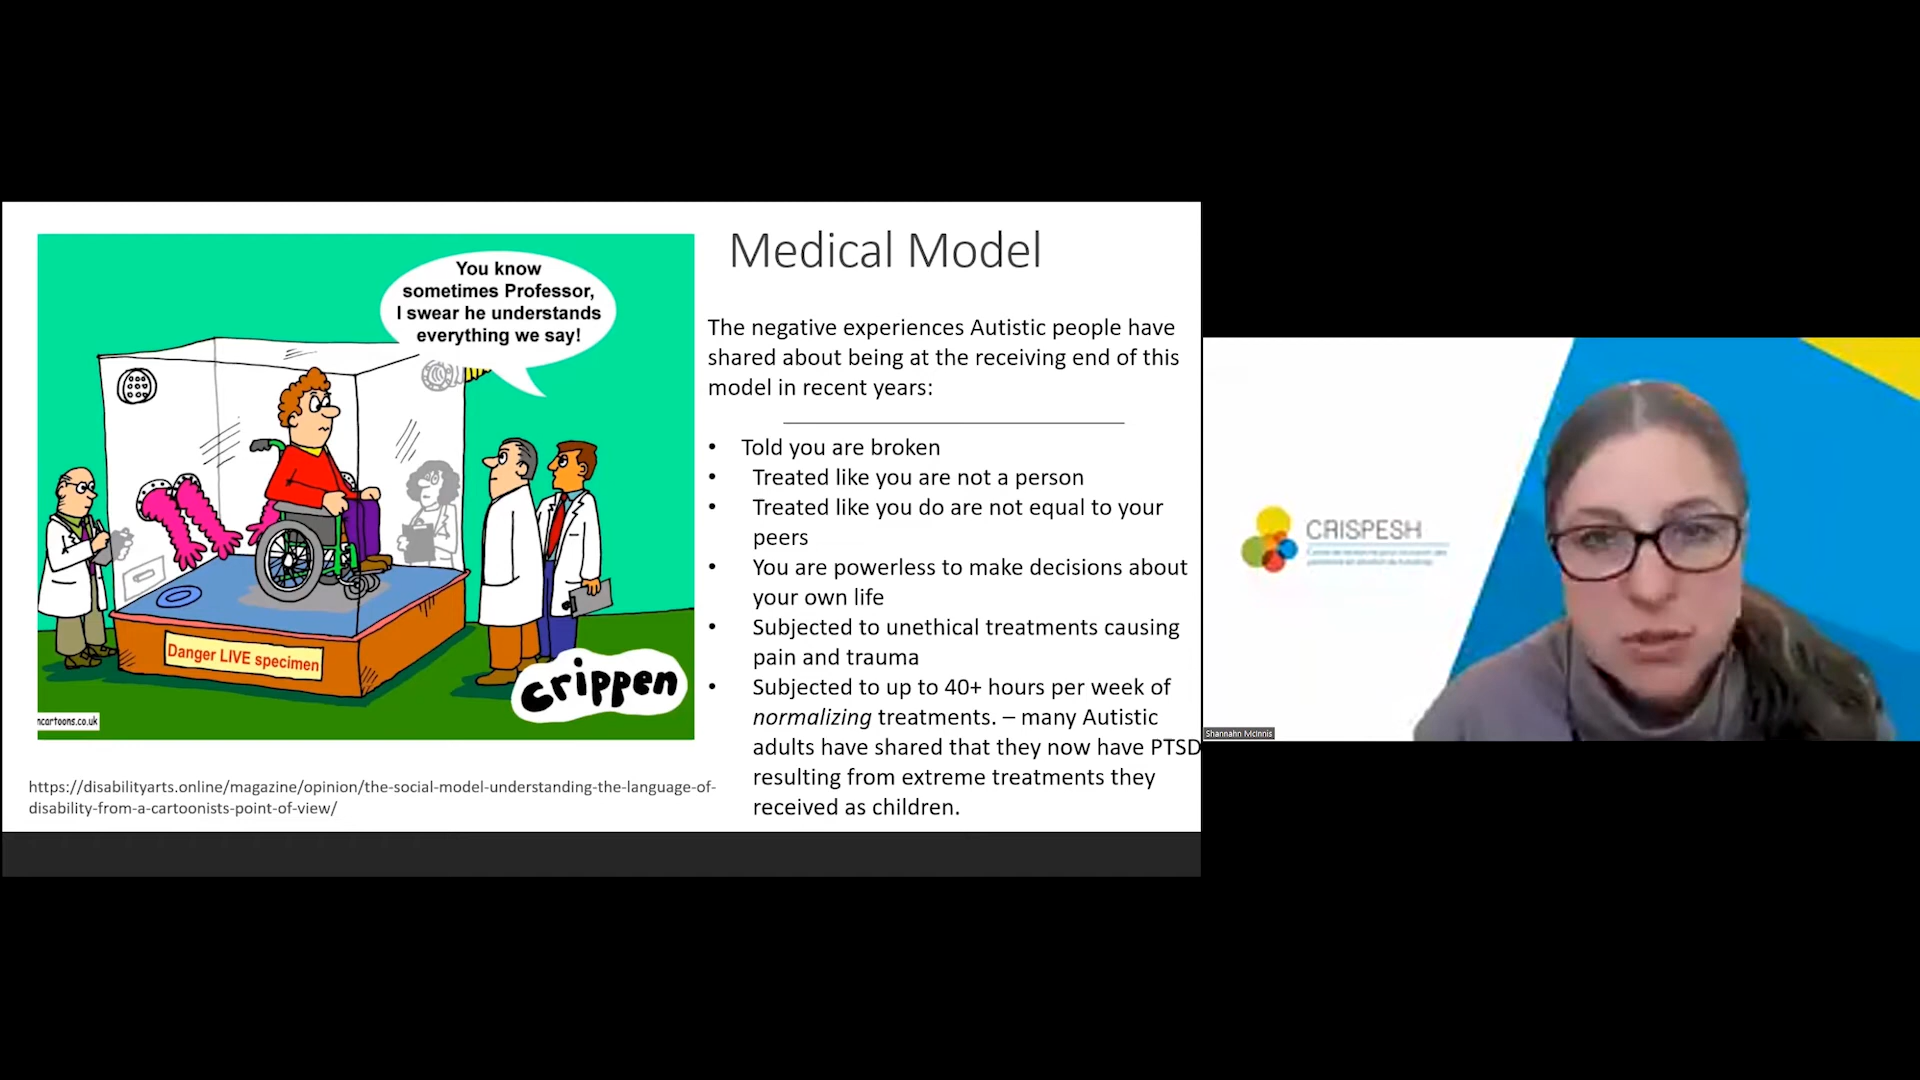 You know
sometimes Professor,
I swear he understands
everything we say!
Danger LIVE specimen
crippen
ncartoons.co.uk
https://disabilityarts.online/magazine/opinion/the-social-model-understanding-the-language-of-
disability-from-a-cartoonists-point-of-view/
Medical Model
The negative experiences Autistic people have
shared about being at the receiving end of this
model in recent years:
• Told you are broken
• Treated like you are not a person
• Treated like you do are not equal to your
peers
• You are powerless to make decisions about
your own life
• Subjected to unethical treatments causing
pain and trauma
• Subjected to up to 40+ hours per week of
normalizing treatments. – many Autistic
adults have shared that they now have PTSD
resulting from extreme treatments they
received as children.
CRISPESH
Shannahn McInnis